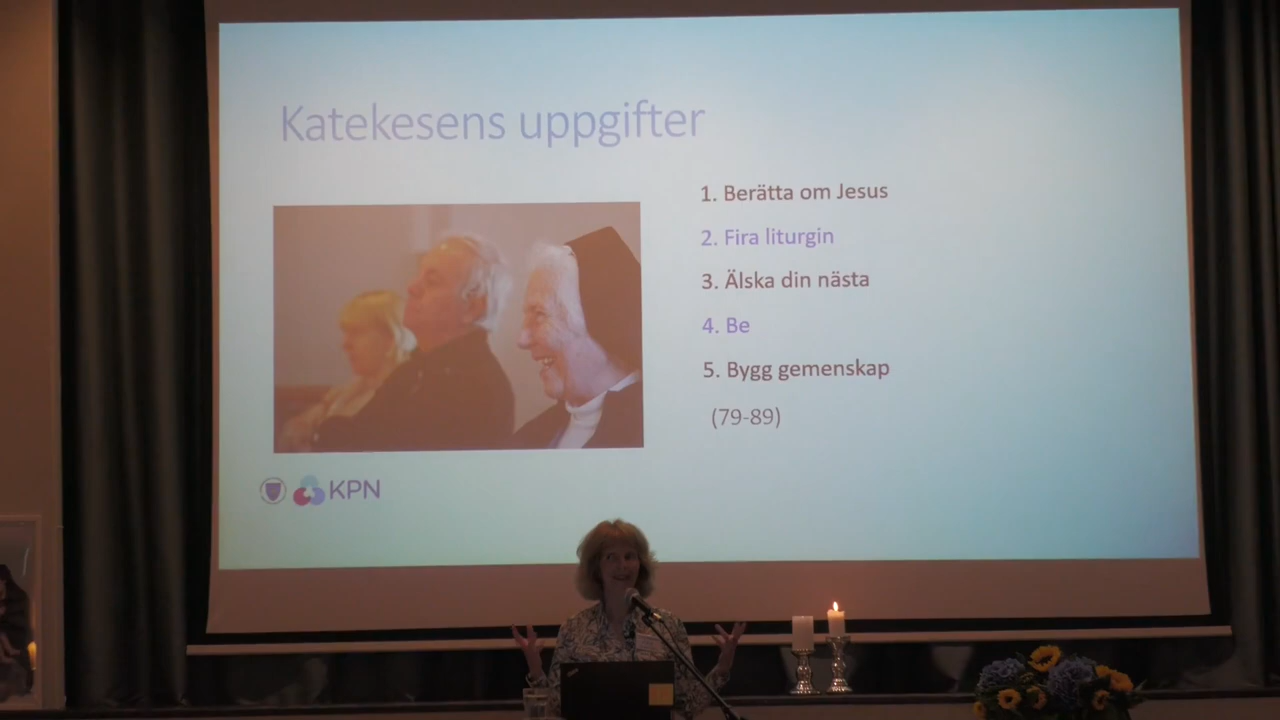 Katekesens uppgifter
1. Berätta om Jesus
2. Fira liturgin
3. Älska din nästa
4. Be
5. Bygg gemenskap
(79-89)
KPN